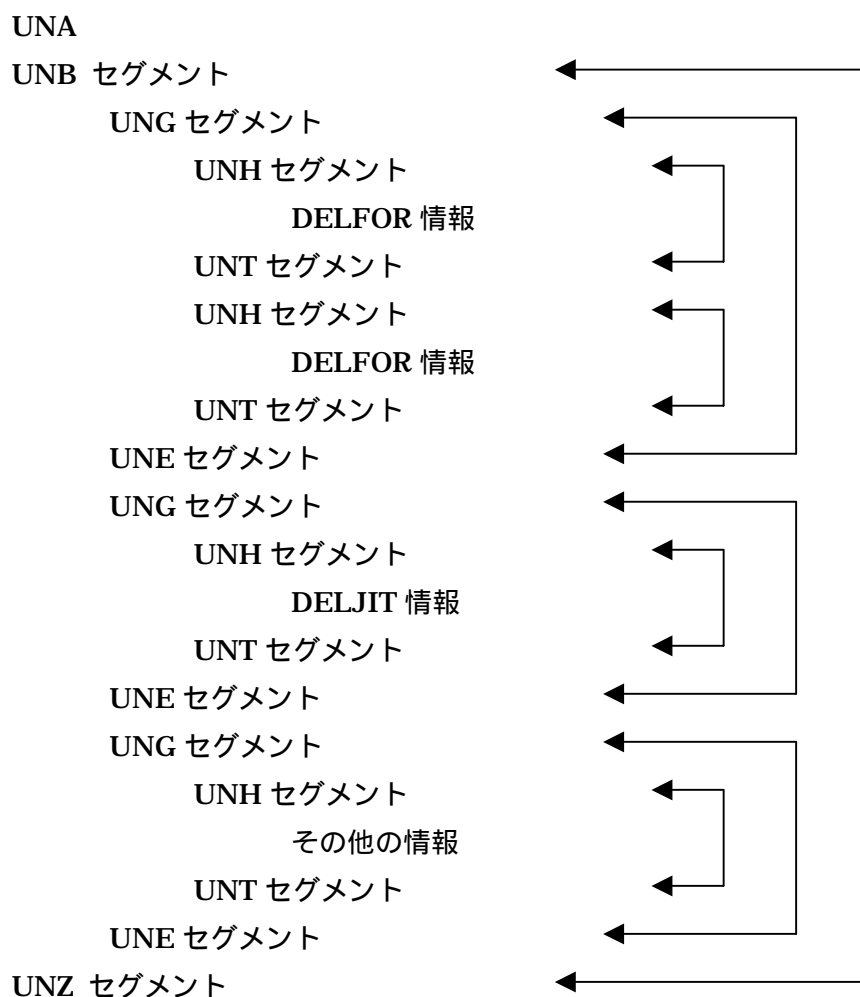 UNA
UNB セグメント
UNG セグメント
UNH セグメント
DELFOR 情報
UNT セグメント
UNH セグメント
DELFOR 情報
UNT セグメント
UNE セグメント
UNG セグメント
UNH セグメント
DELJIT 情報
UNT セグメント
UNE セグメント
UNG セグメント
UNH セグメント
その他の情報
UNT セグメント
UNE セグメント
UNZ セグメント